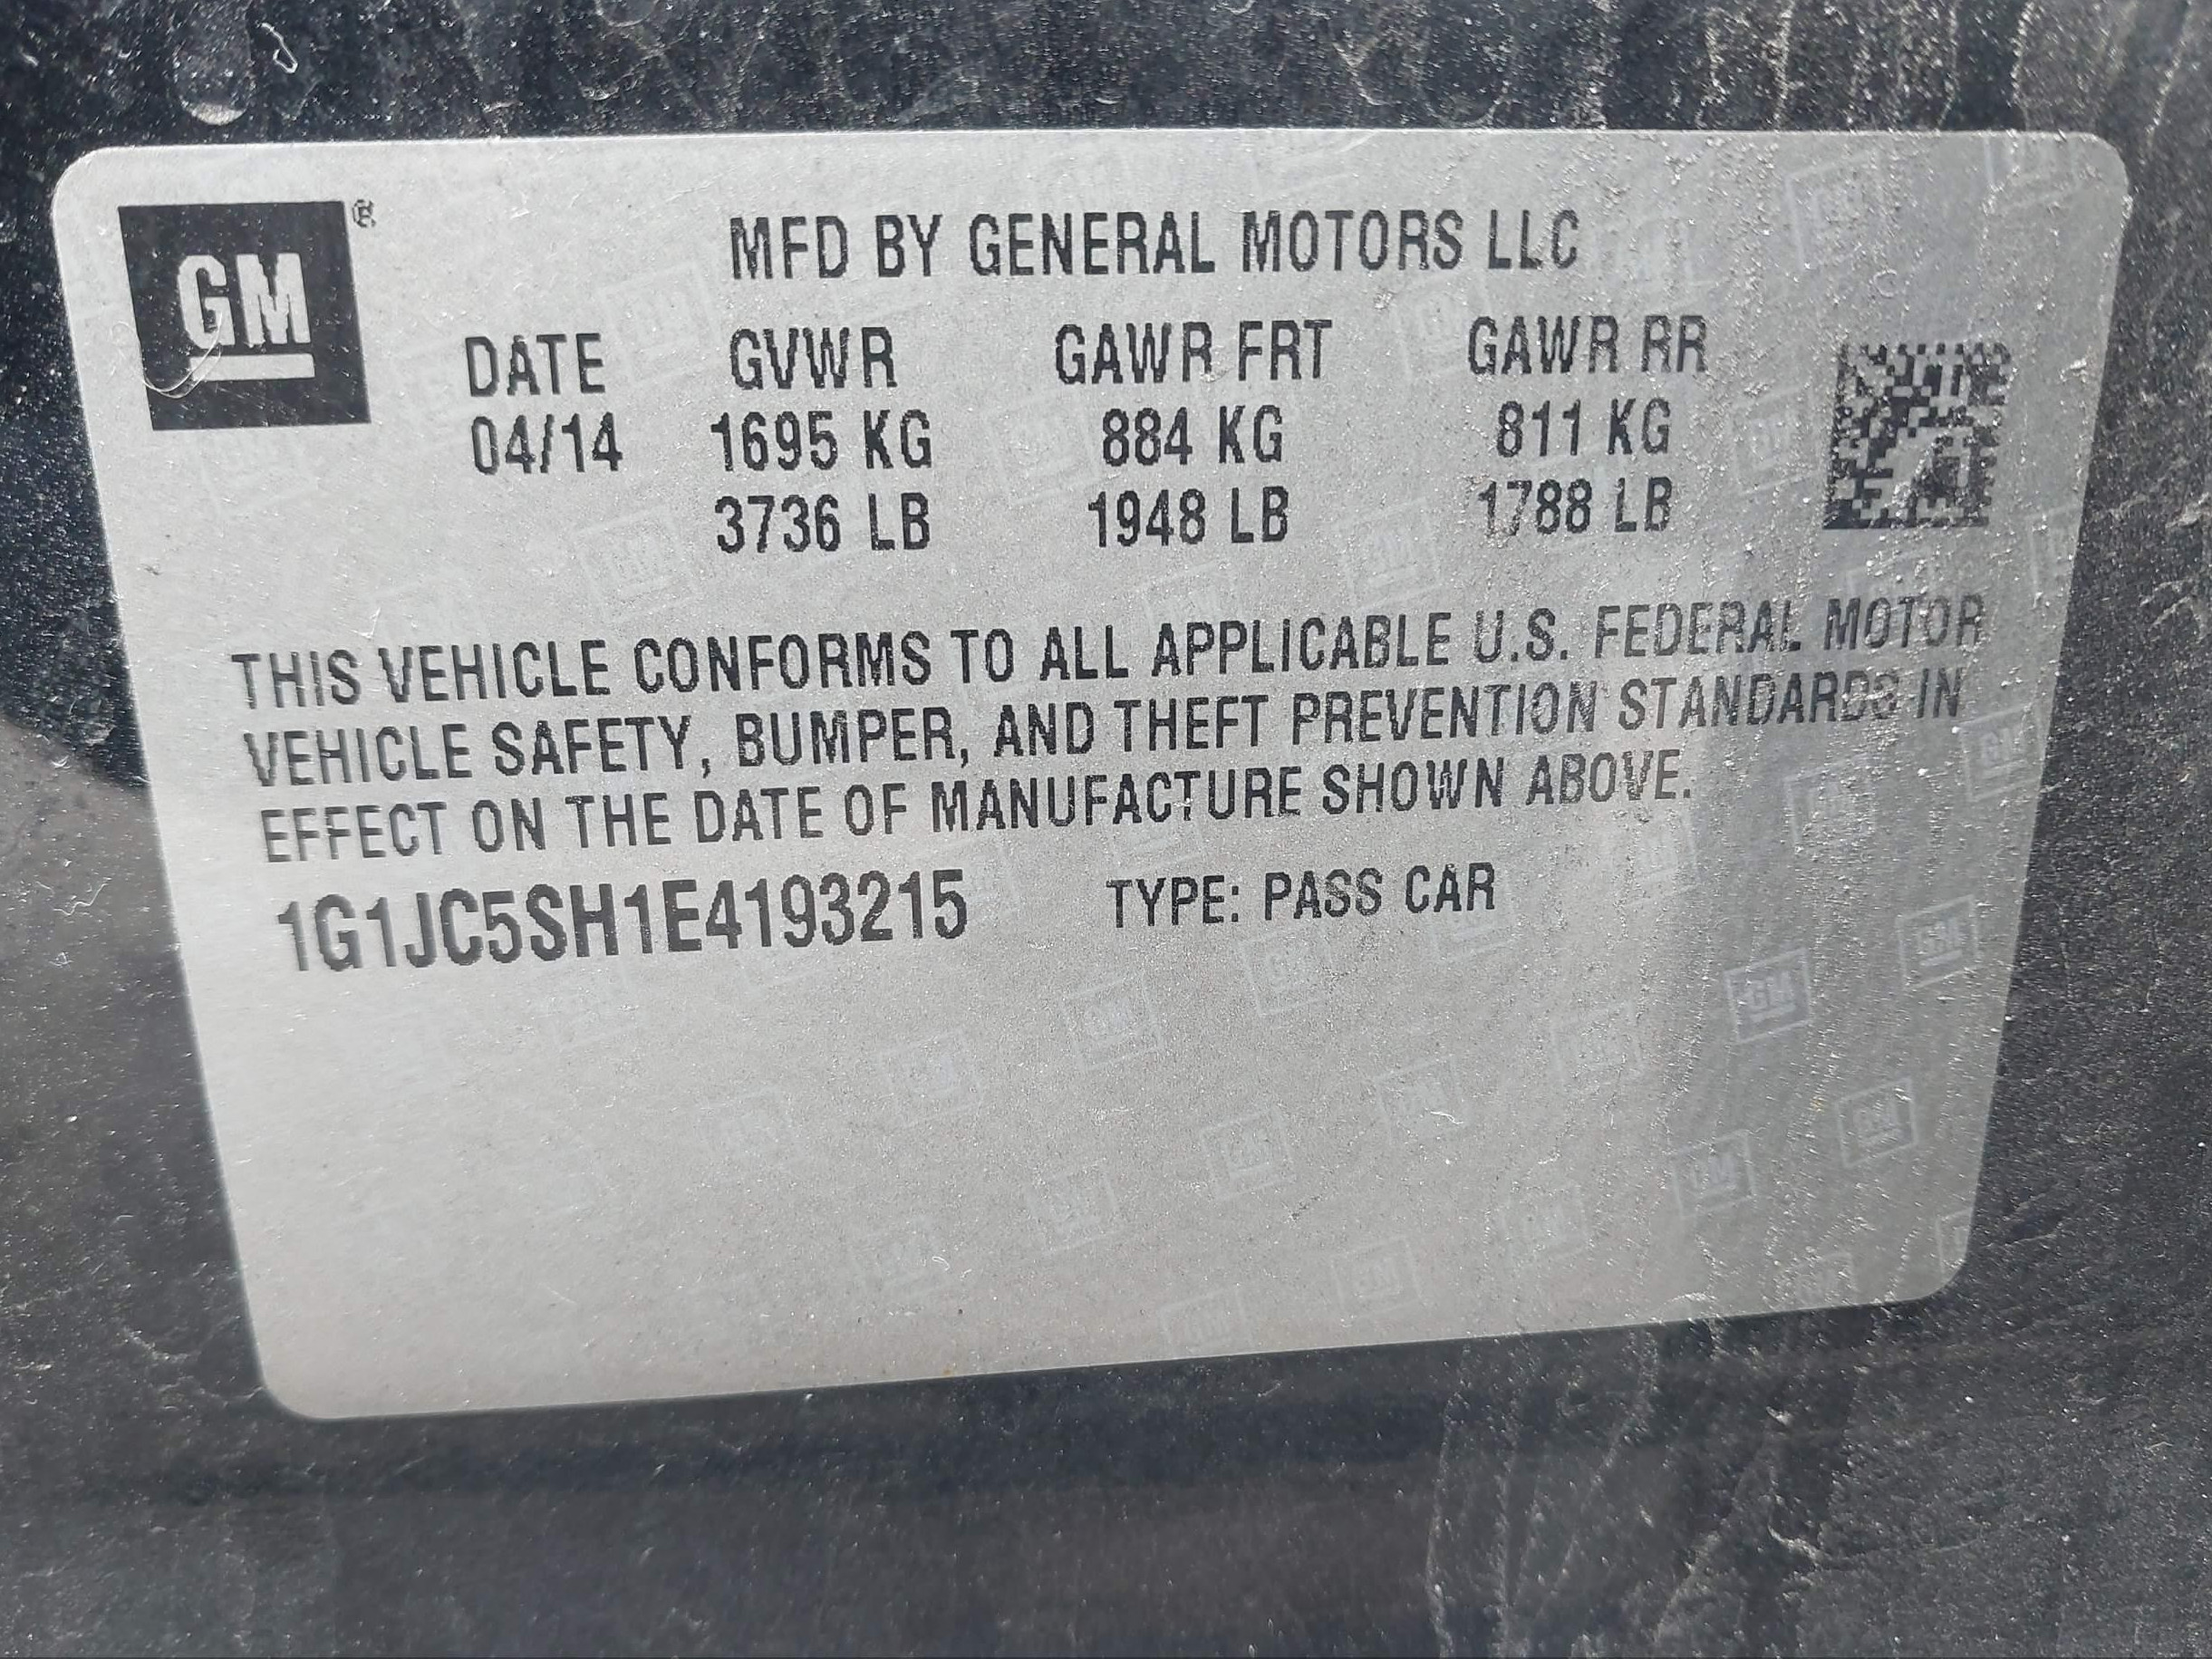 GM ®
MFD BY GENERAL MOTORS LLC
DATE GVWR GAWR FRT GAWR RR
04/14 1695 KG 884 KG 811 KG
3736 LB 1948 LB 1788 LB
THIS VEHICLE CONFORMS TO ALL APPLICABLE U.S. FEDERAL MOTOR
VEHICLE SAFETY, BUMPER, AND THEFT PREVENTION STANDARDS IN
EFFECT ON THE DATE OF MANUFACTURE SHOWN ABOVE.
1G1JC5SH1E4193215 TYPE: PASS CAR